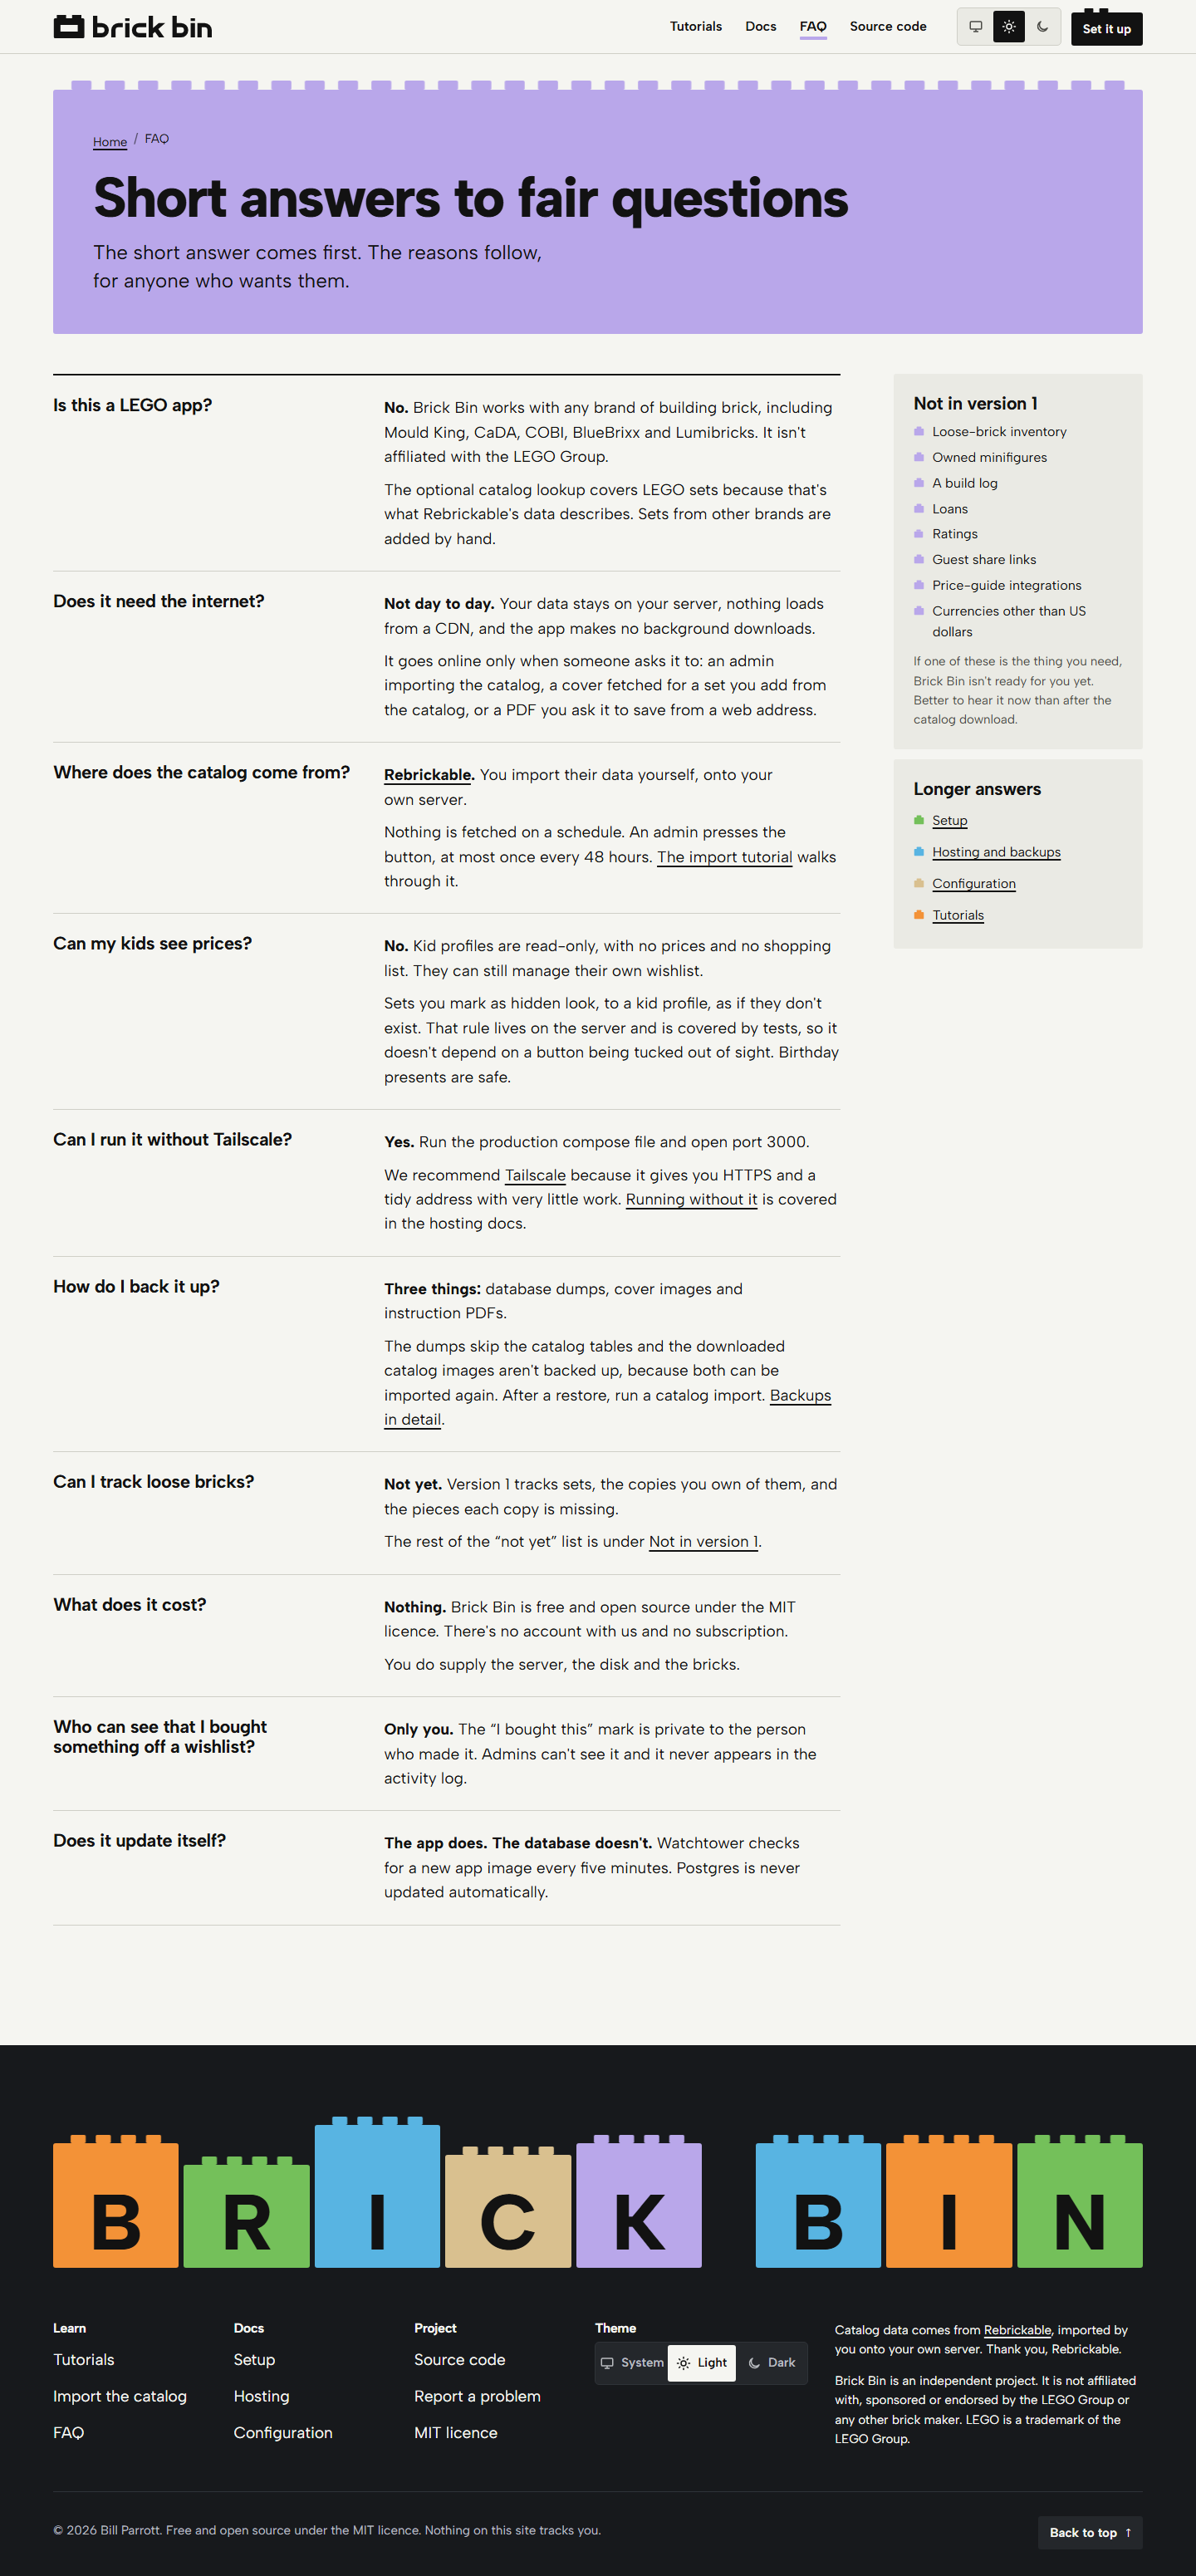 brick bin
Tutorials
Docs
FAQ
Source code
Set it up
Home / FAQ
Short answers to fair questions
The short answer comes first. The reasons follow,
for anyone who wants them.
Is this a LEGO app?
No. Brick Bin works with any brand of building brick, including
Mould King, CaDA, COBI, BlueBrixx and Lumibricks. It isn't
affiliated with the LEGO Group.
The optional catalog lookup covers LEGO sets because that's
what Rebrickable's data describes. Sets from other brands are
added by hand.
Does it need the internet?
Not day to day. Your data stays on your server, nothing loads
from a CDN, and the app makes no background downloads.
It goes online only when someone asks it to: an admin
importing the catalog, a cover fetched for a set you add from
the catalog, or a PDF you ask it to save from a web address.
Where does the catalog come from?
Rebrickable. You import their data yourself, onto your
own server.
Nothing is fetched on a schedule. An admin presses the
button, at most once every 48 hours. The import tutorial walks
through it.
Can my kids see prices?
No. Kid profiles are read-only, with no prices and no shopping
list. They can still manage their own wishlist.
Sets you mark as hidden look, to a kid profile, as if they don't
exist. That rule lives on the server and is covered by tests, so it
doesn't depend on a button being tucked out of sight. Birthday
presents are safe.
Can I run it without Tailscale?
Yes. Run the production compose file and open port 3000.
We recommend Tailscale because it gives you HTTPS and a
tidy address with very little work. Running without it is covered
in the hosting docs.
How do I back it up?
Three things: database dumps, cover images and
instruction PDFs.
The dumps skip the catalog tables and the downloaded
catalog images aren't backed up, because both can be
imported again. After a restore, run a catalog import. Backups
in detail.
Can I track loose bricks?
Not yet. Version 1 tracks sets, the copies you own of them, and
the pieces each copy is missing.
The rest of the “not yet” list is under Not in version 1.
What does it cost?
Nothing. Brick Bin is free and open source under the MIT
licence. There's no account with us and no subscription.
You do supply the server, the disk and the bricks.
Who can see that I bought
something off a wishlist?
Only you. The “I bought this” mark is private to the person
who made it. Admins can't see it and it never appears in the
activity log.
Does it update itself?
The app does. The database doesn't. Watchtower checks
for a new app image every five minutes. Postgres is never
updated automatically.
Not in version 1
Loose-brick inventory
Owned minifigures
A build log
Loans
Ratings
Guest share links
Price-guide integrations
Currencies other than US
dollars
If one of these is the thing you need,
Brick Bin isn't ready for you yet.
Better to hear it now than after the
catalog download.
Longer answers
Setup
Hosting and backups
Configuration
Tutorials
BRICK BIN
Learn
Tutorials
Import the catalog
FAQ
Docs
Setup
Hosting
Configuration
Project
Source code
Report a problem
MIT licence
Theme
System
Light
Dark
Catalog data comes from Rebrickable, imported by
you onto your own server. Thank you, Rebrickable.
Brick Bin is an independent project. It is not affiliated
with, sponsored or endorsed by the LEGO Group or
any other brick maker. LEGO is a trademark of the
LEGO Group.
© 2026 Bill Parrott. Free and open source under the MIT licence. Nothing on this site tracks you.
Back to top ↑